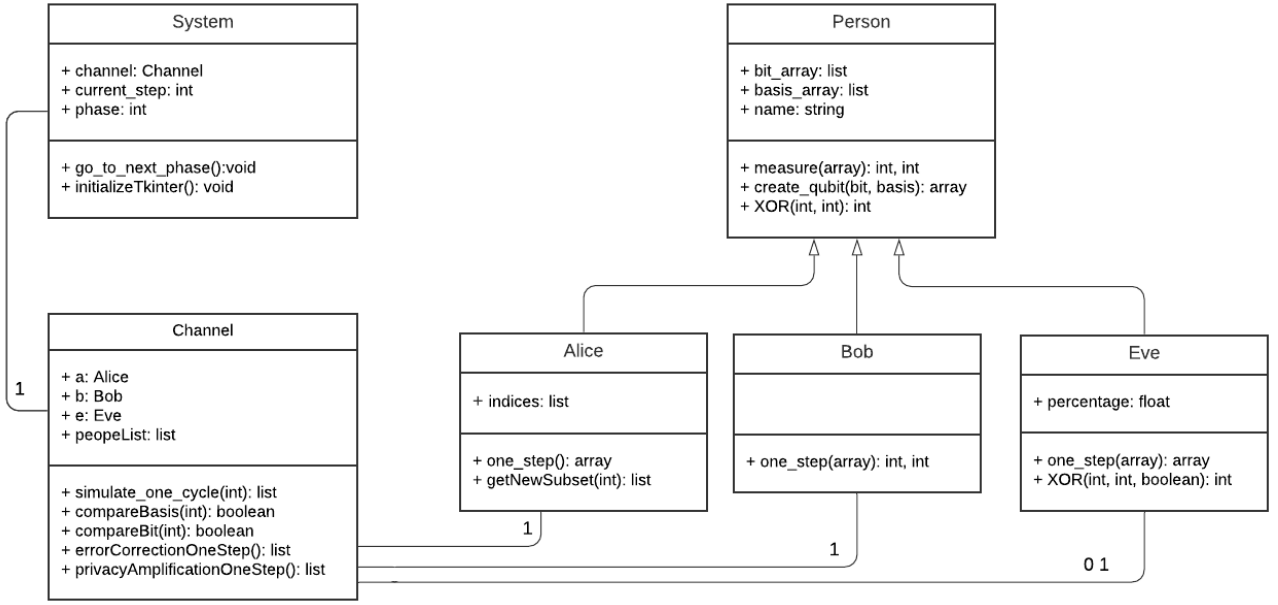 System
+ channel: Channel
+ current_step: int
+ phase: int
+ go_to_next_phase():void
+ initializeTkinter(): void
Person
+ bit_array: list
+ basis_array: list
+ name: string
+ measure(array): int, int
+ create_qubit(bit, basis): array
+ XOR(int, int): int
Channel
+ a: Alice
+ b: Bob
+ e: Eve
+ peopeList: list
+ simulate_one_cycle(int): list
+ compareBasis(int): boolean
+ compareBit(int): boolean
+ errorCorrectionOneStep(): list
+ privacyAmplificationOneStep(): list
1
Alice
+ indices: list
+ one_step(): array
+ getNewSubset(int): list
1
Bob
+ one_step(array): int, int
1
Eve
+ percentage: float
+ one_step(array): array
+ XOR(int, int, boolean): int
0 1